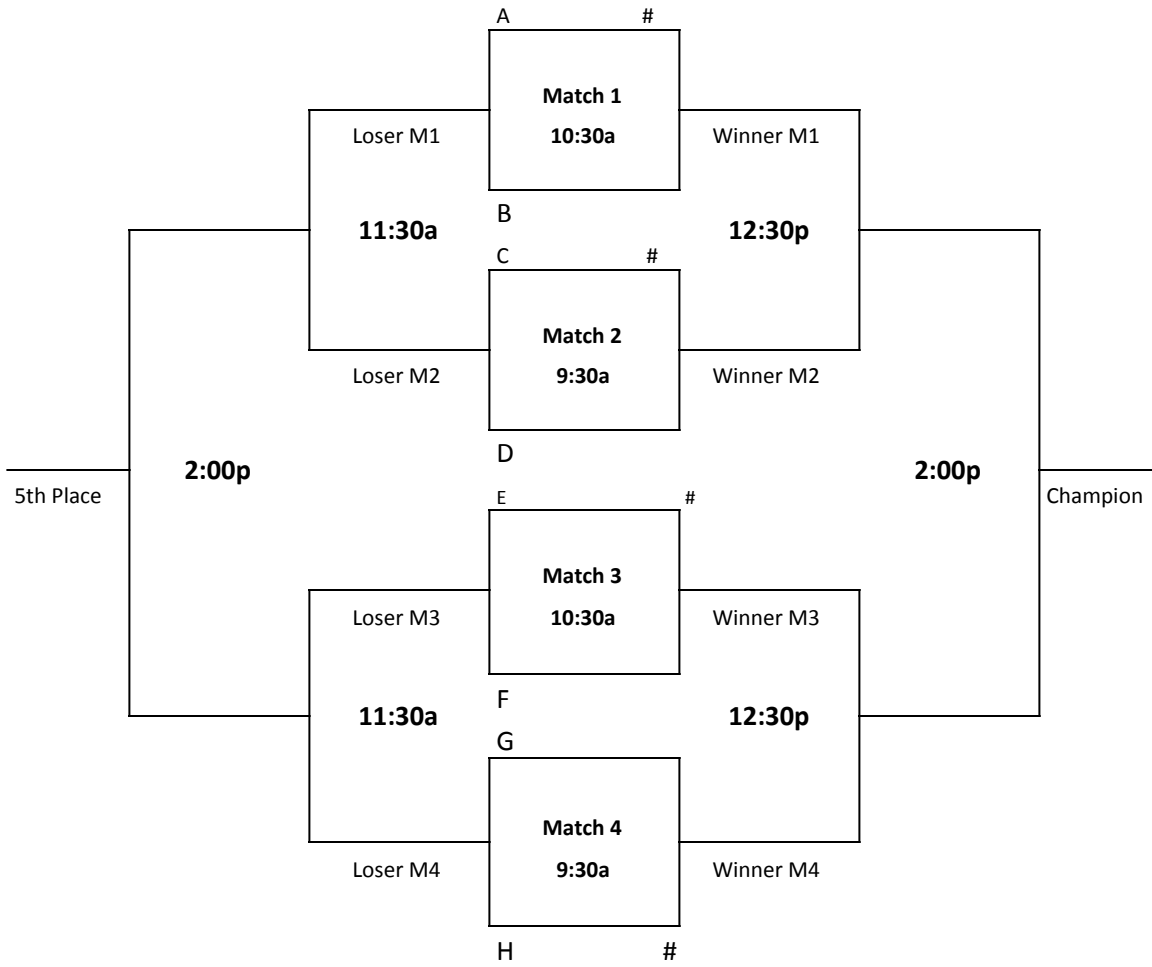 A #
Match 1
10:30a
Loser M1 Winner M1
B
11:30a 12:30p
C #
Match 2
9:30a
Loser M2 Winner M2
D
2:00p 2:00p
5th Place Champion
E #
Match 3
10:30a
Loser M3 Winner M3
F
11:30a 12:30p
G
Match 4
9:30a
Loser M4 Winner M4
H #